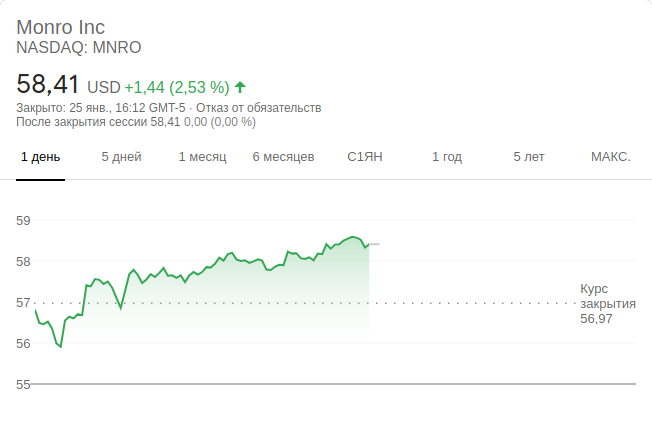 Monro Inc
NASDAQ: MNRO
58,41 USD +1,44 (2,53 %)
Закрыто: 25 янв., 16:12 GMT-5 · Отказ от обязательств
После закрытия сессии 58,41 0,00 (0,00 %)
1 день 5 дней 1 месяц 6 месяцев С1ЯН 1 год 5 лет МАКС.
59
58
57
56
55
Курс
закрытия
56,97